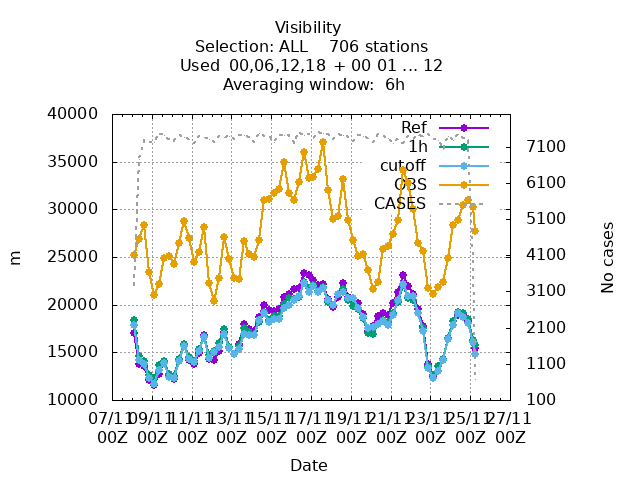 Visibility
Selection: ALL    706 stations
Used  00,06,12,18 + 00 01 ... 12
Averaging window:  6h
40000
35000
30000
25000
20000
15000
10000
m
Ref
1h
cutoff
OBS
CASES
7100
6100
5100
4100
3100
2100
1100
100
No cases
07/11 09/11 11/11 13/11 15/11 17/11 19/11 21/11 23/11 25/11 27/11
00Z 00Z 00Z 00Z 00Z 00Z 00Z 00Z 00Z 00Z 00Z
Date